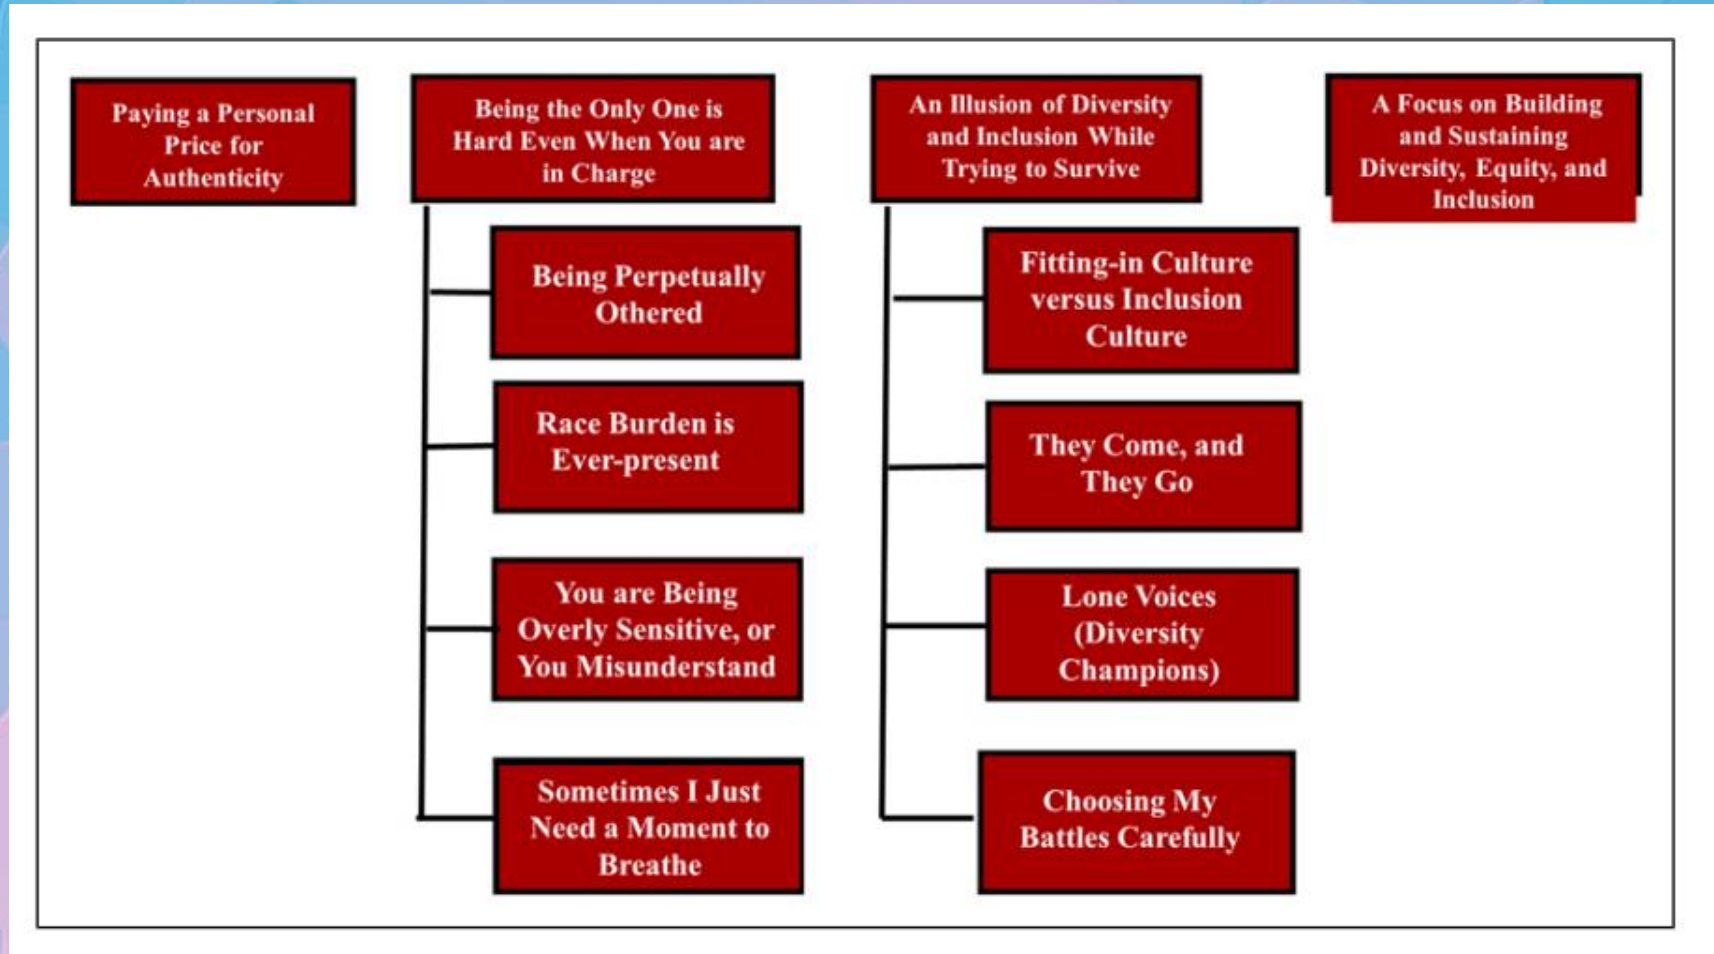 Paying a Personal
Price for
Authenticity
Being the Only One is
Hard Even When You are
in Charge
Being Perpetually
Othered
Race Burden is
Ever-present
You are Being
Overly Sensitive, or
You Misunderstand
Sometimes I Just
Need a Moment to
Breathe
An Illusion of Diversity
and Inclusion While
Trying to Survive
Fitting-in Culture
versus Inclusion
Culture
They Come, and
They Go
Lone Voices
(Diversity
Champions)
Choosing My
Battles Carefully
A Focus on Building
and Sustaining
Diversity, Equity, and
Inclusion